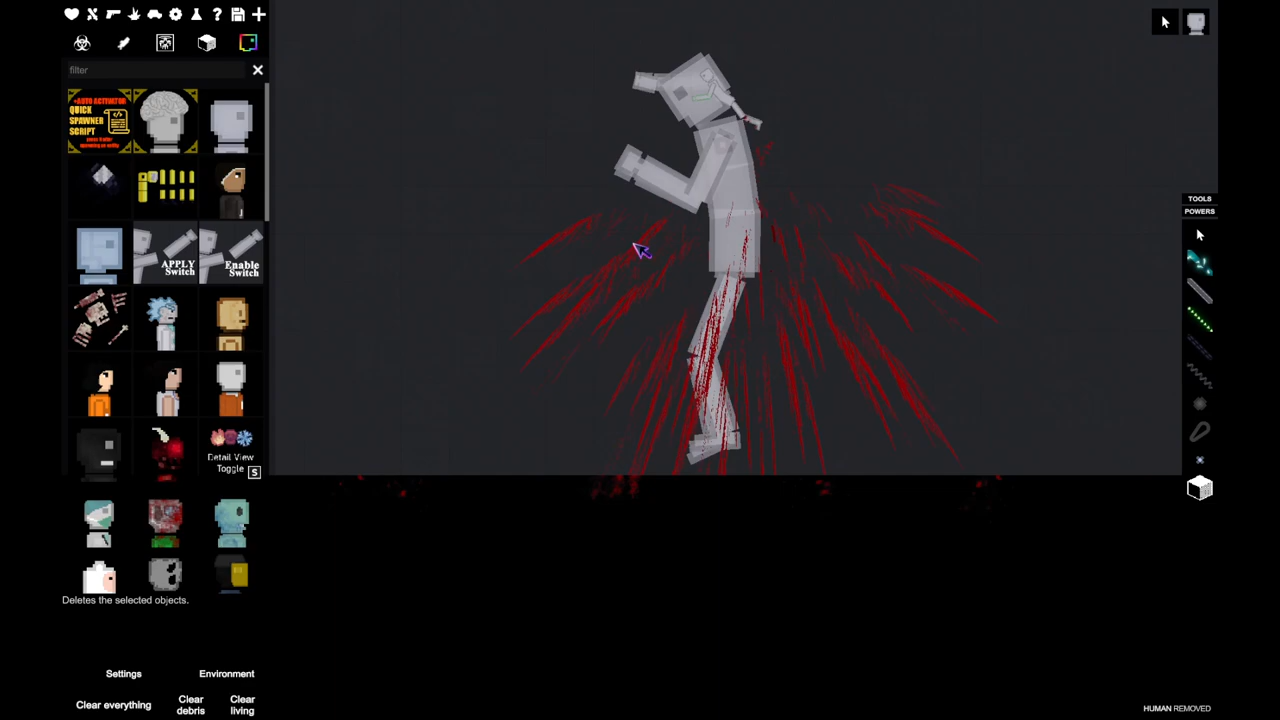 filter
+AUTO ACTIVATOR
QUICK
SPAWNER
SCRIPT
APPLY
Switch
Enable
Switch
Detail View
Toggle
S
TOOLS
POWERS
Deletes the selected objects.
Settings
Environment
Clear everything
Clear
debris
Clear
living
HUMAN REMOVED